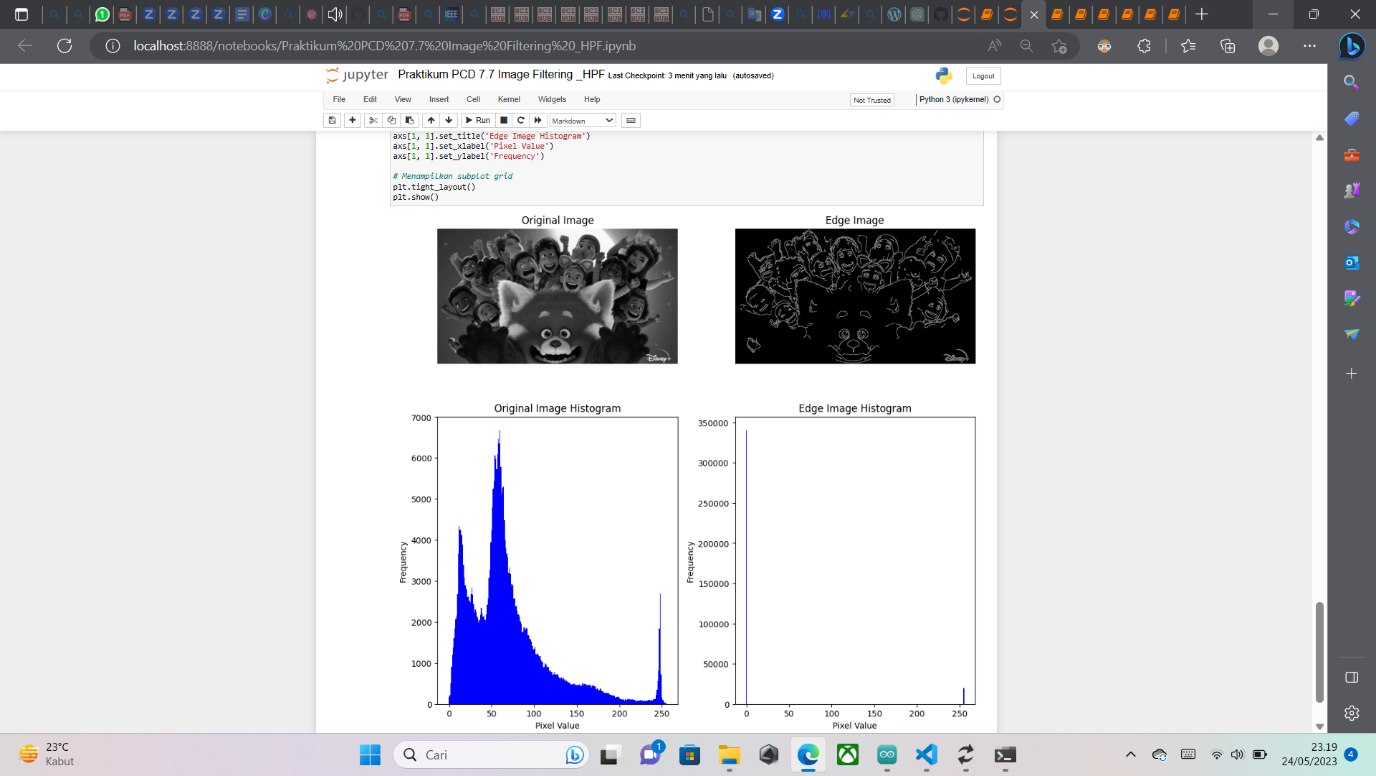 localhost:8888/notebooks/Praktikum%20PCD%207.7%20Image%20Filtering%20_HPF.ipynb
jupyter Praktikum PCD 7.7 Image Filtering _HPF Last Checkpoint: 3 menit yang lalu (autosaved)
Logout
File Edit View Insert Cell Kernel Widgets Help
Not Trusted
Python 3 (ipykernel)
Run
Markdown
axs[1, 1].set_title('Edge Image Histogram')
axs[1, 1].set_xlabel('Pixel Value')
axs[1, 1].set_ylabel('Frequency')
# Menampilkan subplot grid
plt.tight_layout()
plt.show()
Original Image
Edge Image
Disney+
Disney+
Original Image Histogram
7000
6000
5000
4000
3000
2000
1000
0
Frequency
0 50 100 150 200 250
Pixel Value
Edge Image Histogram
350000
300000
250000
200000
150000
100000
50000
0
Frequency
0 50 100 150 200 250
Pixel Value
23°C
Kabut
Cari
1
23.19
24/05/2023
4